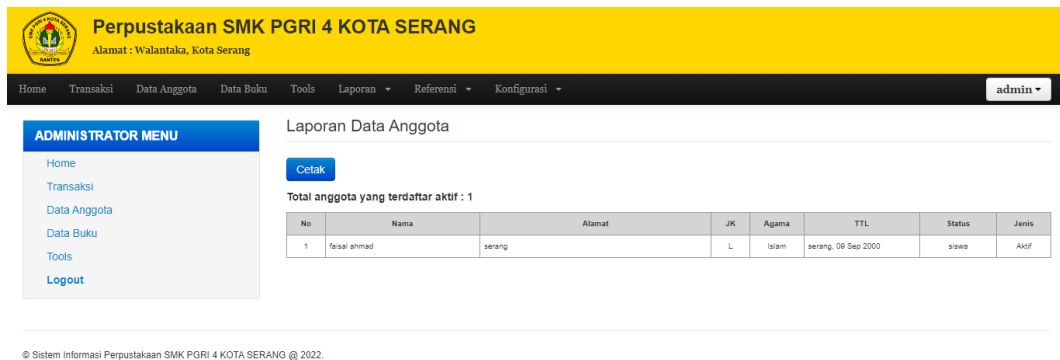 Perpustakaan SMK PGRI 4 KOTA SERANG
Alamat : Walantaka, Kota Serang
Home Transaksi Data Anggota Data Buku Tools Laporan Referensi Konfigurasi admin
ADMINISTRATOR MENU
Home
Transaksi
Data Anggota
Data Buku
Tools
Logout
Laporan Data Anggota
Cetak
Total anggota yang terdaftar aktif : 1
No Nama Alamat JK Agama TTL Status Jenis
1 faisal ahmad serang L Islam serang, 09 Sep 2000 siswa Aktif
© Sistem Informasi Perpustakaan SMK PGRI 4 KOTA SERANG @ 2022.